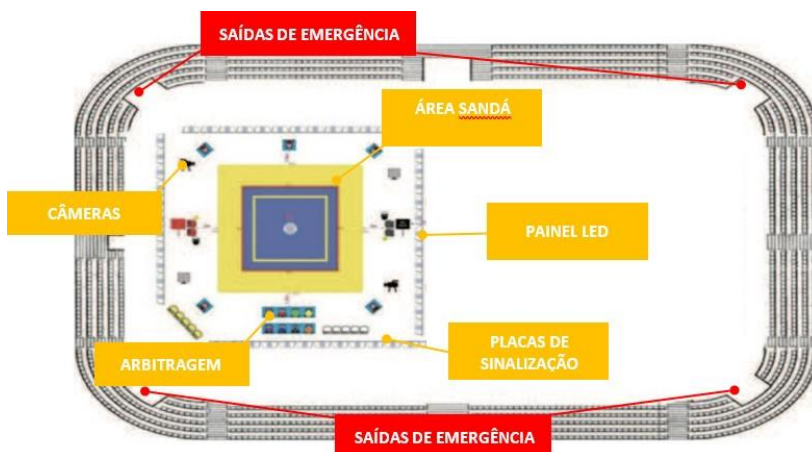 SAÍDAS DE EMERGÊNCIA
ÁREA SANDÁ
CÂMERAS
PAINEL LED
ARBITRAGEM
PLACAS DE
SINALIZAÇÃO
SAÍDAS DE EMERGÊNCIA